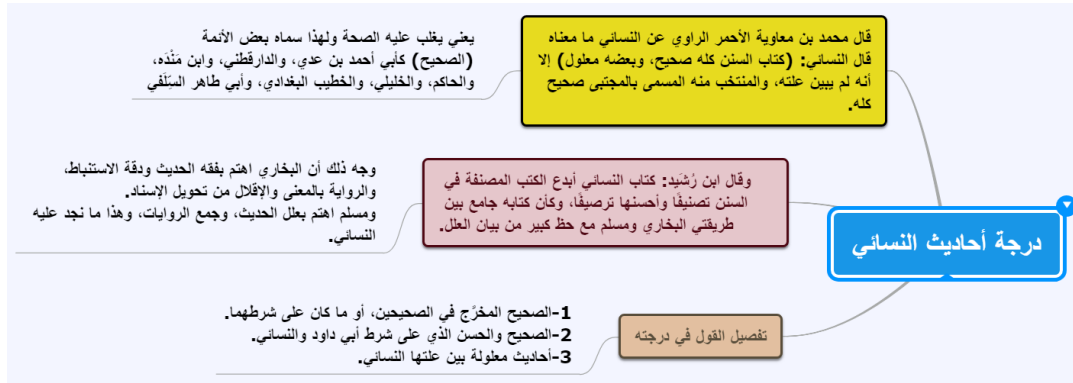 درجة أحاديث النسائي
قال محمد بن معاوية الأحمر الراوي عن النسائي ما معناه
قال النسائي: (كتاب السنن كله صحيح، وبعضه معلول) إلا
أنه لم يبين علته، والمنتخب منه المسمى بالمجتبى صحيح
كله.
يعني يغلب عليه الصحة ولهذا سماه بعض الأئمة
(الصحيح) كأبي أحمد بن عدي، والدارقطني، وابن مَنْدَه،
والحاكم، والخليلي، والخطيب البغدادي، وأبي طاهر السِّلَفي
وقال ابن رُشَيد: كتاب النسائي أبدع الكتب المصنفة في
السنن تصنيفًا وأحسنها ترصيفًا، وكأن كتابه جامع بين
طريقتي البخاري ومسلم مع حظ كبير من بيان العلل.
وجه ذلك أن البخاري اهتم بفقه الحديث ودقة الاستنباط،
والرواية بالمعنى والإقلال من تحويل الإسناد.
ومسلم اهتم بعلل الحديث، وجمع الروايات، وهذا ما نجد عليه
النسائي.
تفصيل القول في درجته
1-الصحيح المخرَّج في الصحيحين، أو ما كان على شرطهما.
2-الصحيح والحسن الذي على شرط أبي داود والنسائي.
3-أحاديث معلولة بين علتها النسائي.